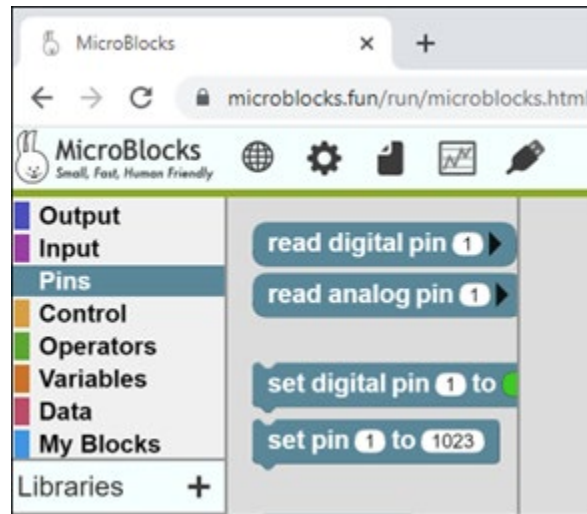 MicroBlocks
microblocks.fun/run/microblocks.html
MicroBlocks
Small, Fast, Human Friendly
Output
Input
Pins
Control
Operators
Variables
Data
My Blocks
Libraries +
read digital pin 1
read analog pin 1
set digital pin 1 to
set pin 1 to 1023